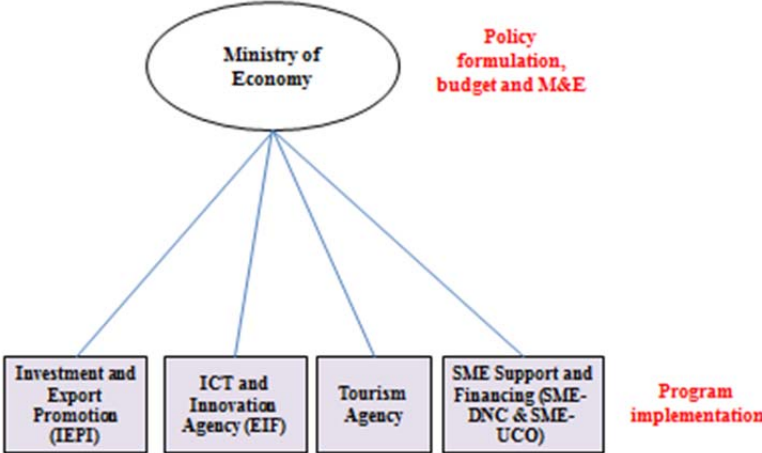 Ministry of
Economy
Policy
formulation,
budget and M&E
Investment and
Export
Promotion
(IEPI)
ICT and
Innovation
Agency (EIF)
Tourism
Agency
SME Support and
Financing (SME-
DNC & SME-
UCO)
Program
implementation